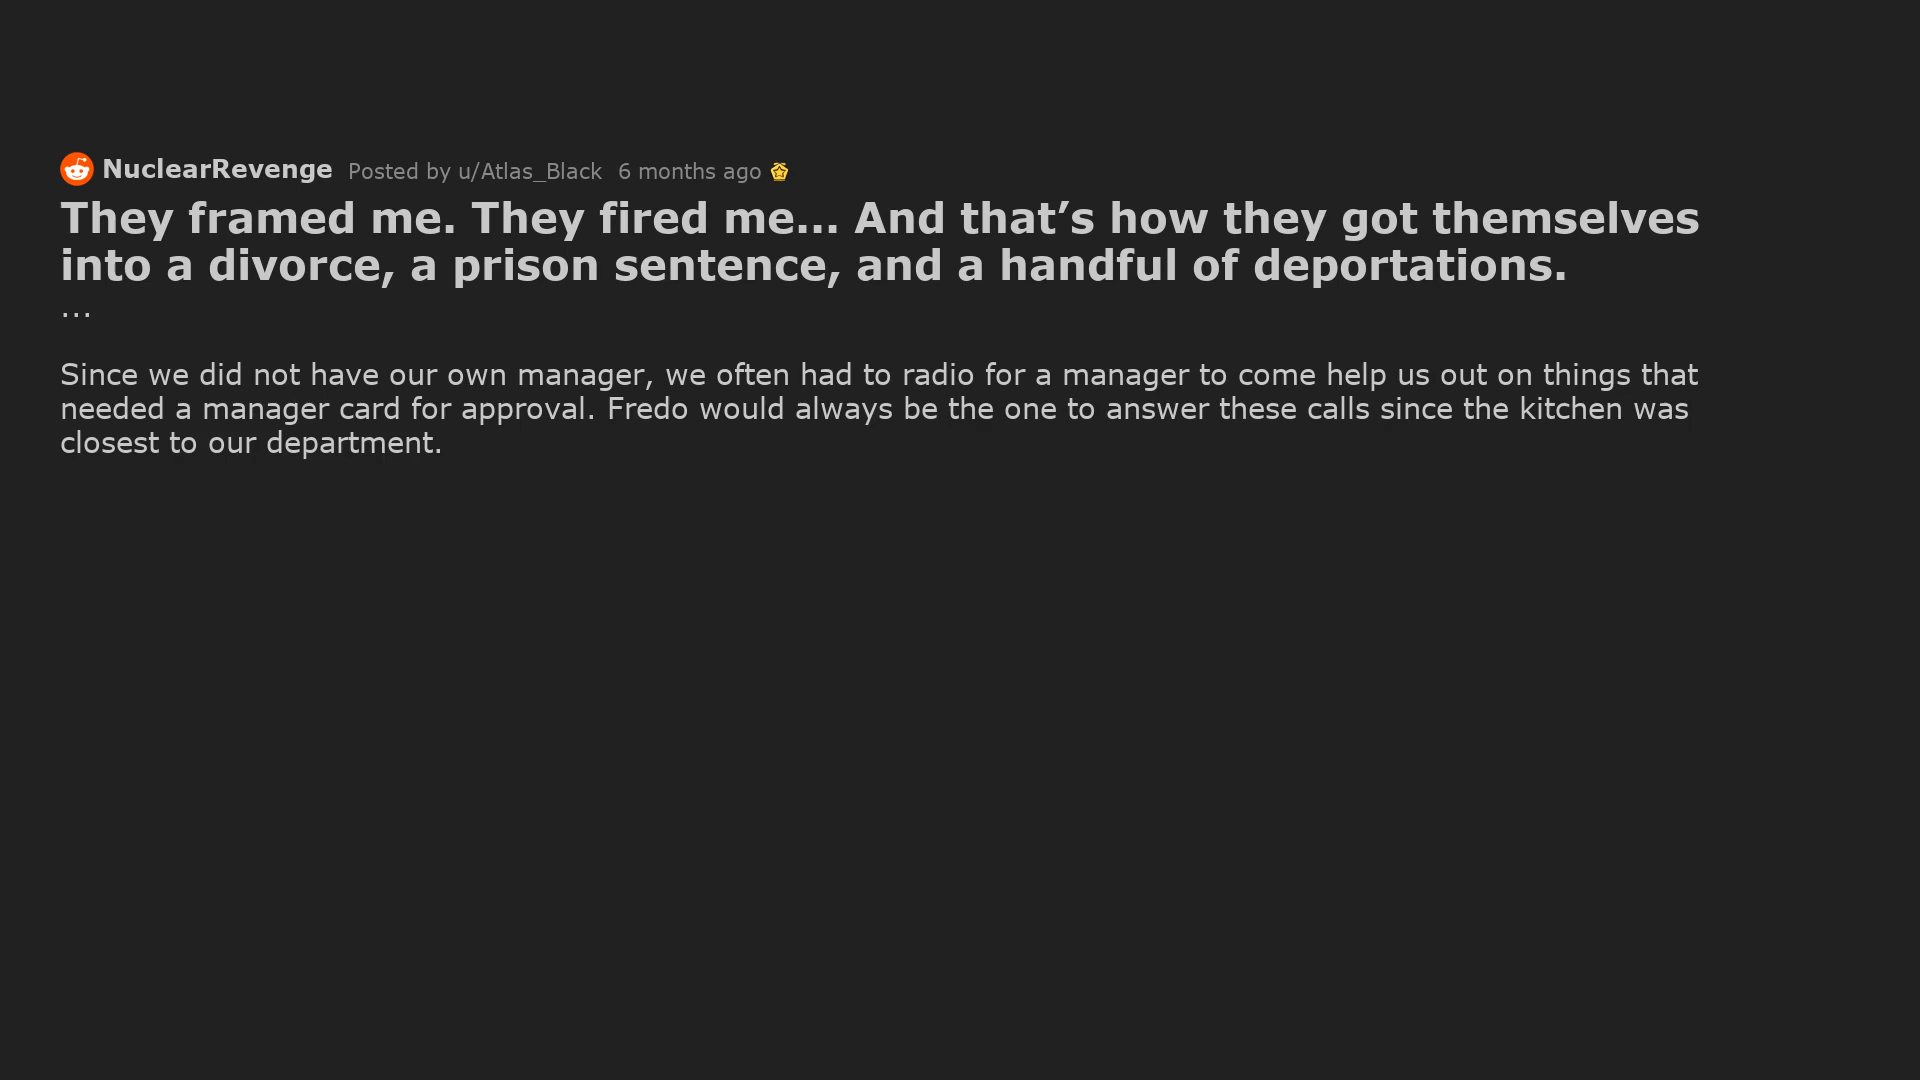 NuclearRevenge Posted by u/Atlas_Black 6 months ago
They framed me. They fired me... And that’s how they got themselves
into a divorce, a prison sentence, and a handful of deportations.
...
Since we did not have our own manager, we often had to radio for a manager to come help us out on things that
needed a manager card for approval. Fredo would always be the one to answer these calls since the kitchen was
closest to our department.